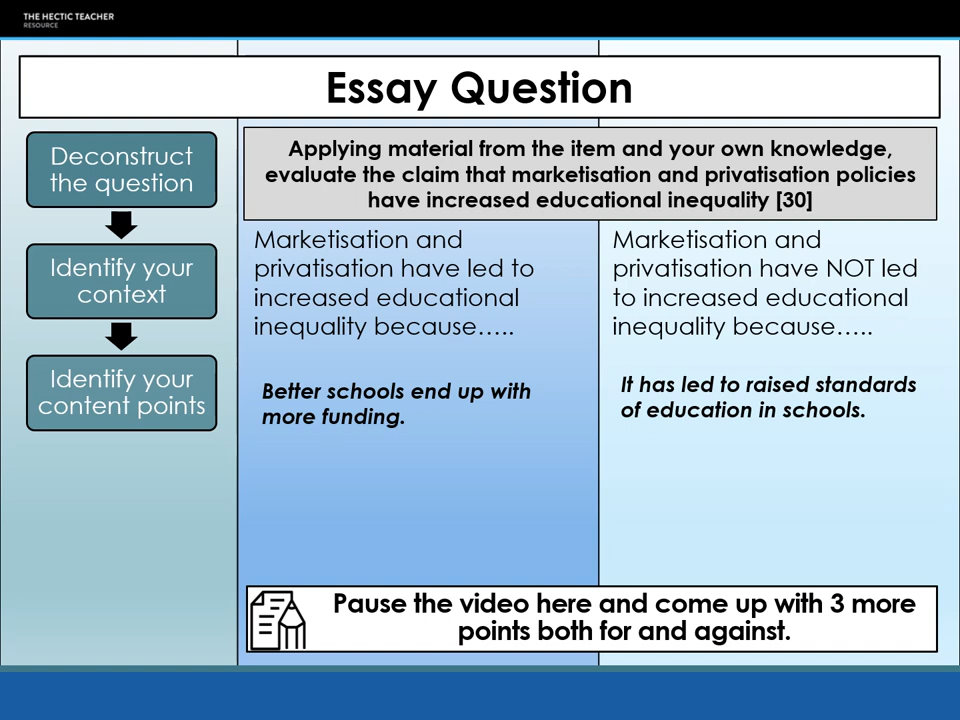 THE HECTIC TEACHER
RESOURCE
Essay Question
Deconstruct
the question
Identify your
context
Identify your
content points
Applying material from the item and your own knowledge,
evaluate the claim that marketisation and privatisation policies
have increased educational inequality [30]
Marketisation and
privatisation have led to
increased educational
inequality because…..
Better schools end up with
more funding.
Marketisation and
privatisation have NOT led
to increased educational
inequality because…..
It has led to raised standards
of education in schools.
Pause the video here and come up with 3 more
points both for and against.